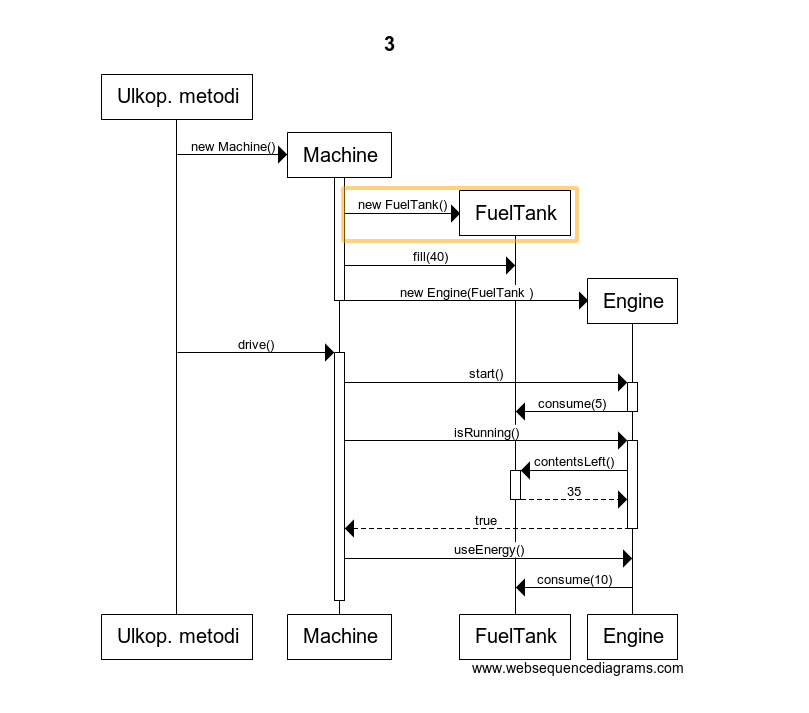 3
Ulkop. metodi
new Machine()
Machine
new FuelTank()
FuelTank
fill(40)
new Engine(FuelTank )
Engine
drive()
start()
consume(5)
isRunning()
contentsLeft()
35
true
useEnergy()
consume(10)
Ulkop. metodi
Machine
FuelTank
Engine
www.websequencediagrams.com